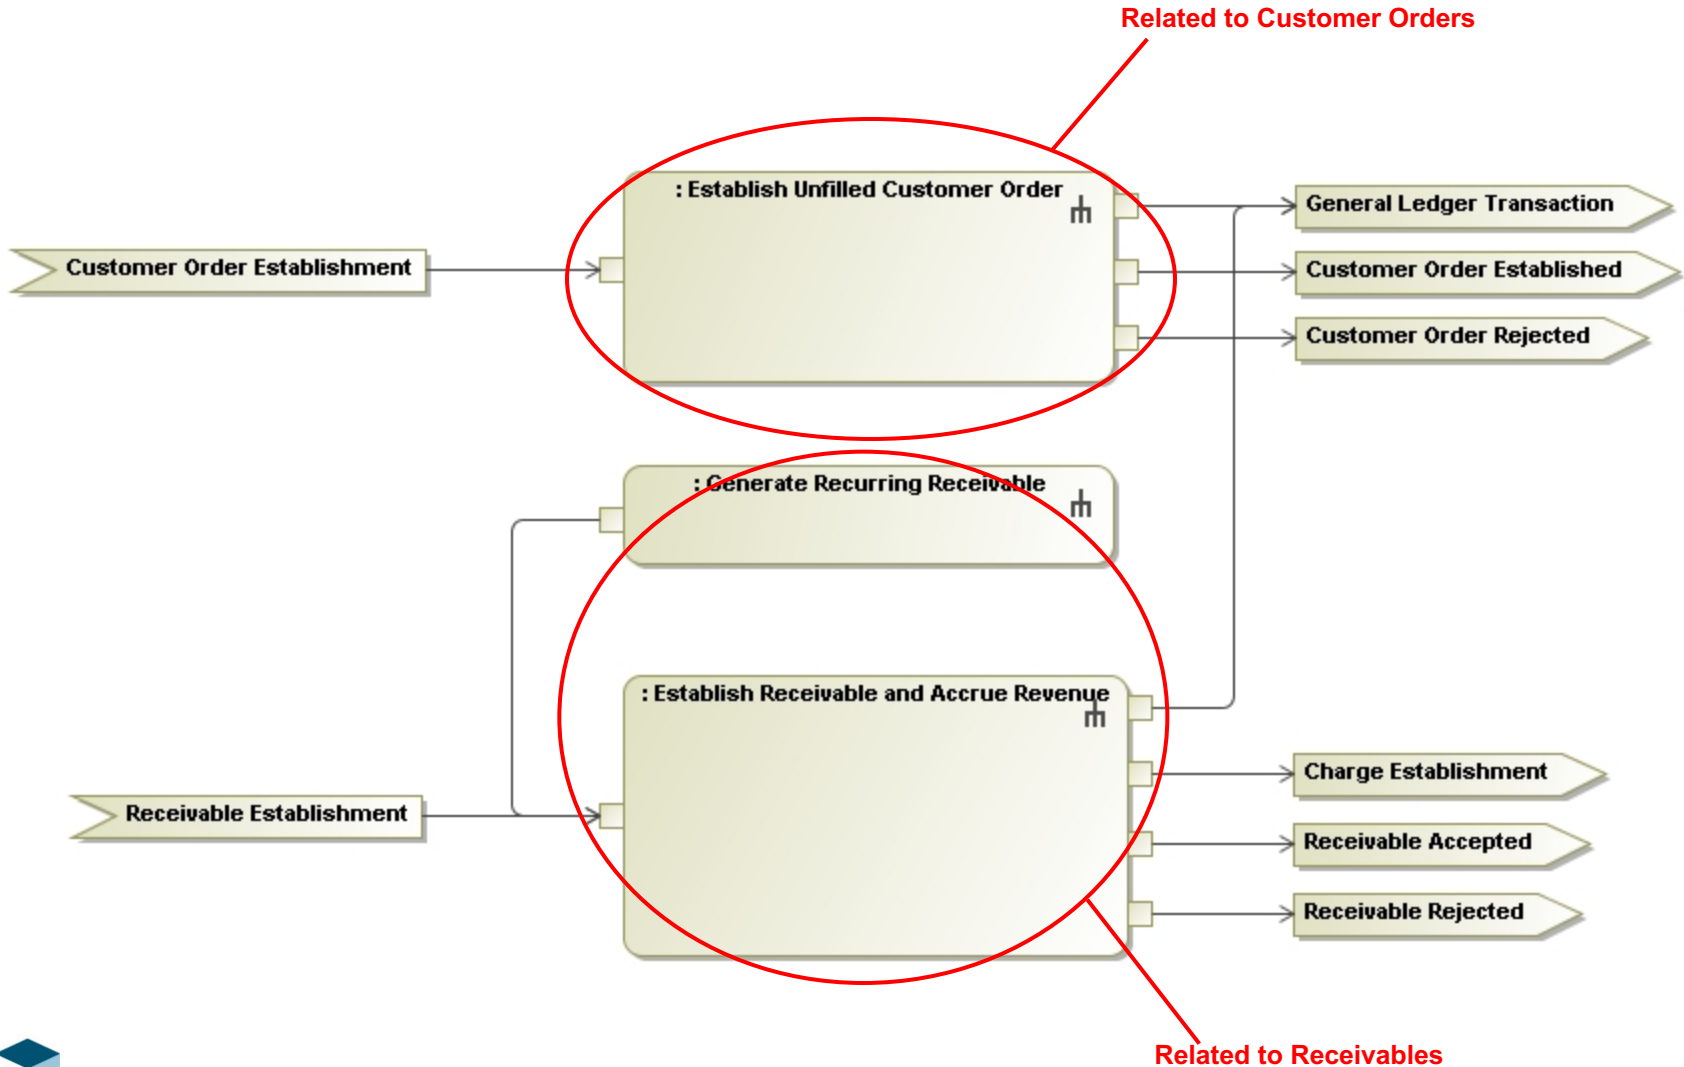 Related to Customer Orders
: Establish Unfilled Customer Order
General Ledger Transaction
Customer Order Establishment
Customer Order Established
Customer Order Rejected
: Generate Recurring Receivable
: Establish Receivable and Accrue Revenue
Charge Establishment
Receivable Establishment
Receivable Accepted
Receivable Rejected
Related to Receivables